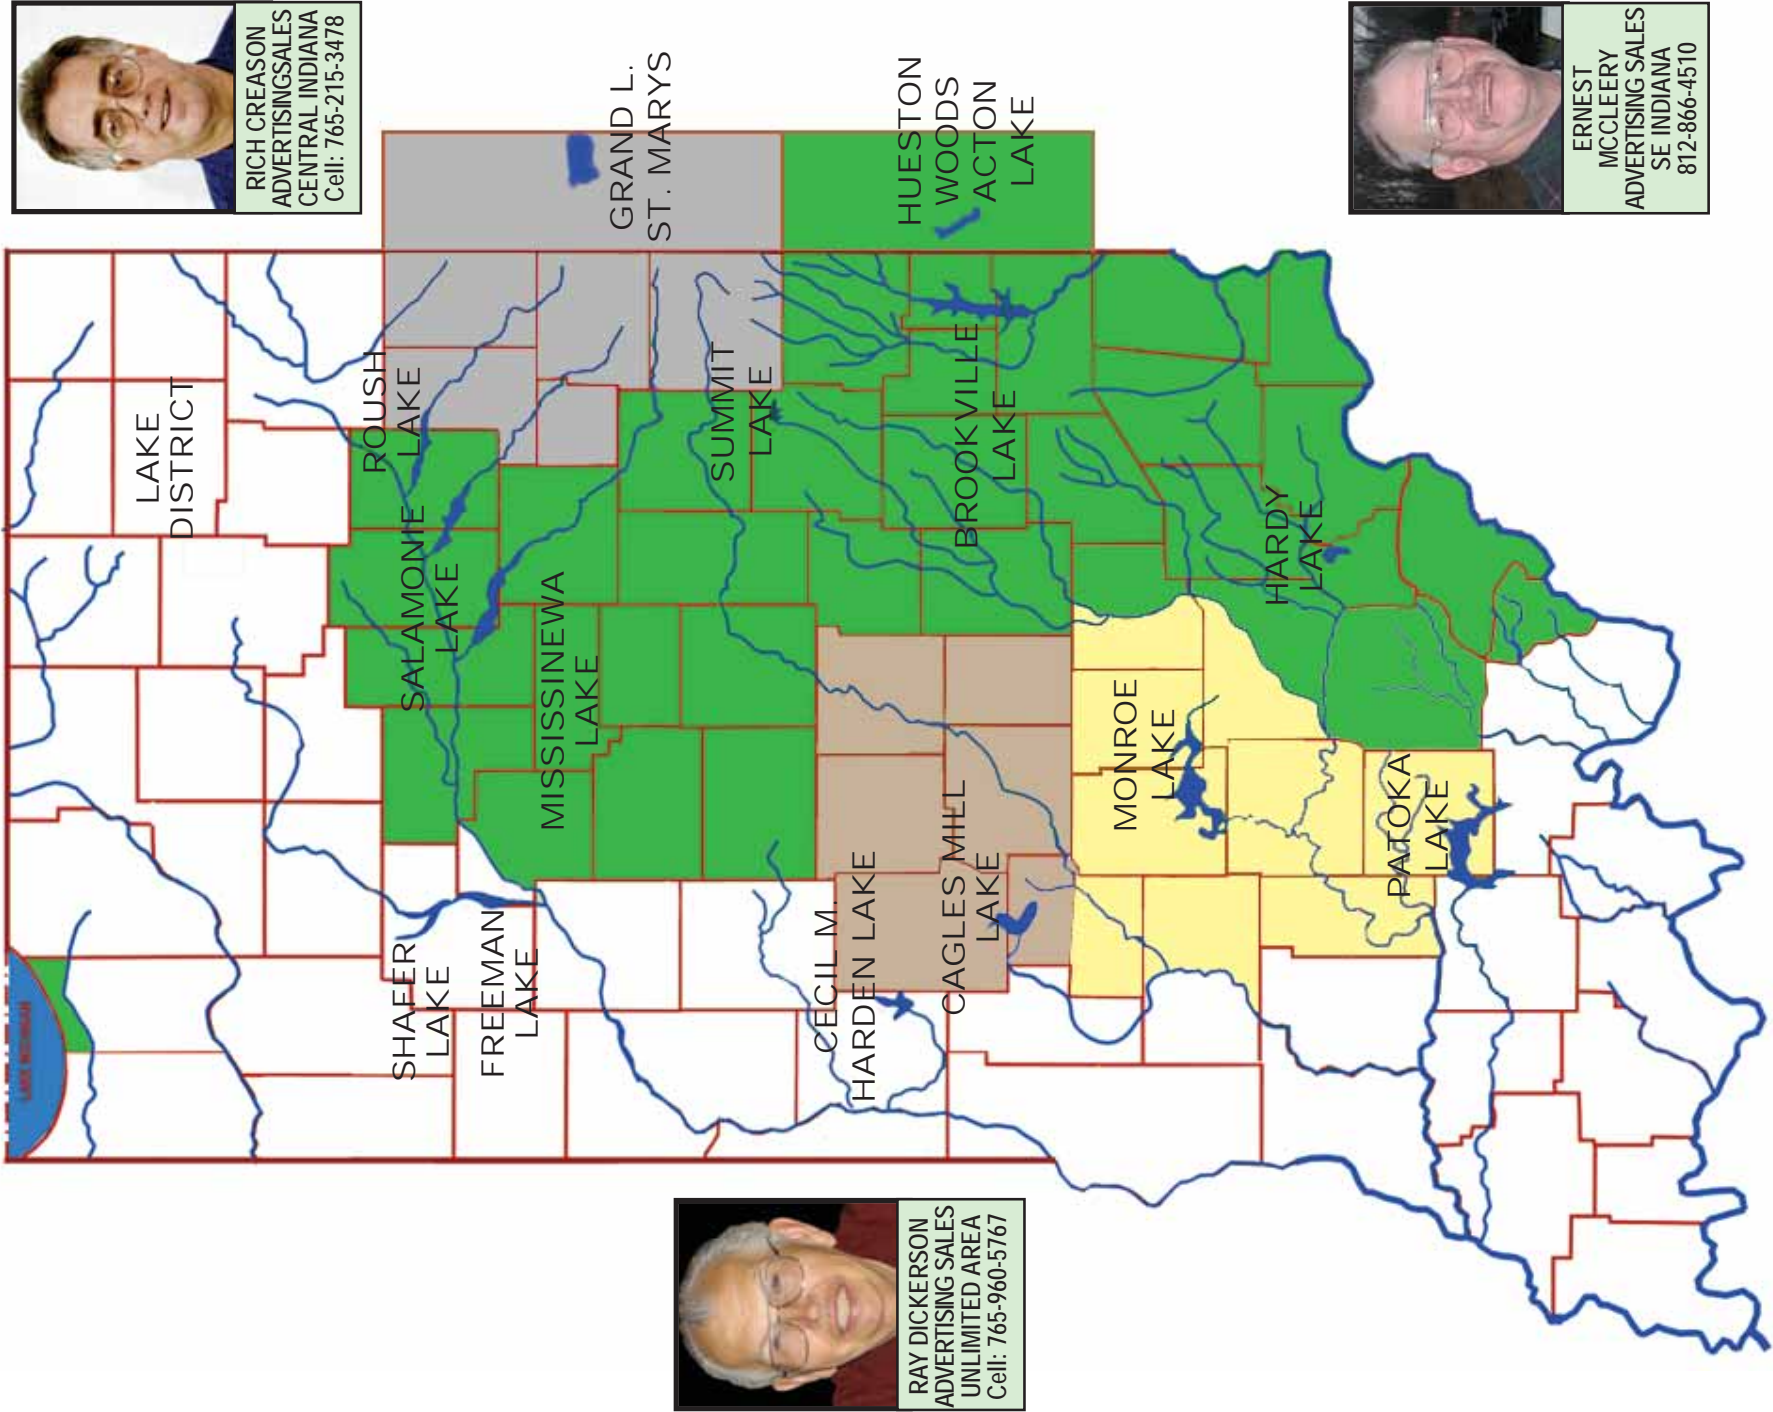 RICH CREASON
ADVERTISINGSALES
CENTRAL INDIANA
Cell: 765-215-3478
ERNEST
MCCLEERY
ADVERTISING SALES
SE INDIANA
812-866-4510
RAY DICKERSON
ADVERTISING SALES
UNLIMITED AREA
Cell: 765-960-5767
LAKE MICHIGAN
LAKE
DISTRICT
ROUSH
LAKE
SALAMONIE
LAKE
SHAFER
LAKE
FREEMAN
LAKE
MISSISSINEWA
LAKE
GRAND L.
ST. MARYS
SUMMIT
LAKE
CECIL M.
HARDEN LAKE
HUESTON
WOODS
ACTON
LAKE
BROOKVILLE
LAKE
CAGLES MILL
LAKE
MONROE
LAKE
HARDY
LAKE
PATOKA
LAKE